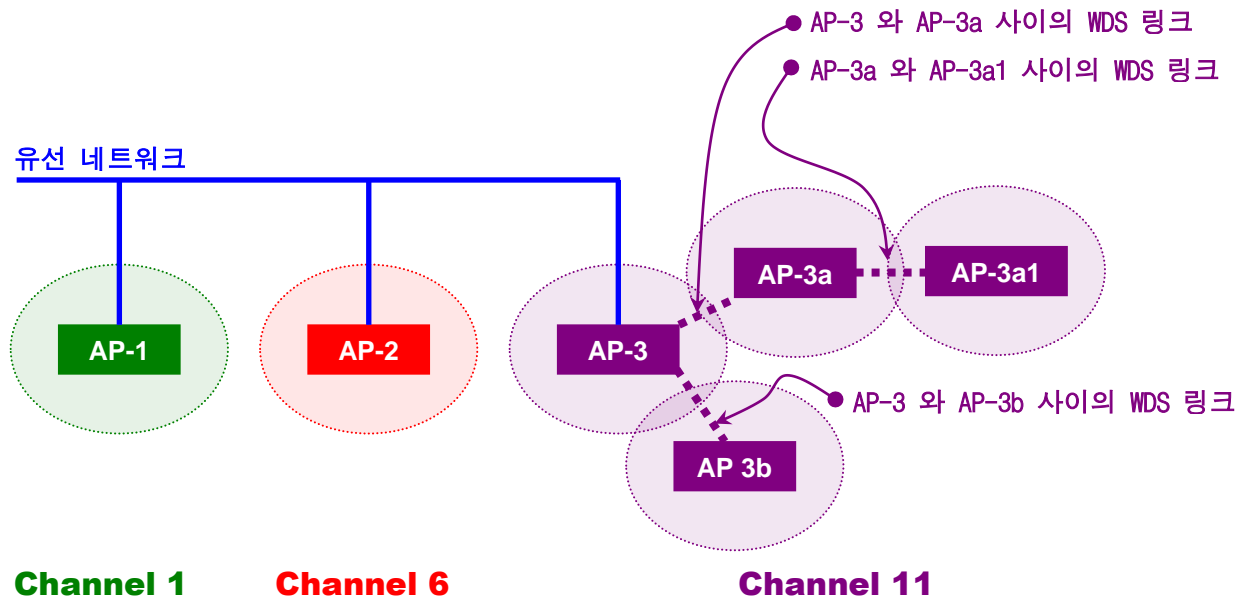 AP-3 와 AP-3a 사이의 WDS 링크
AP-3a 와 AP-3a1 사이의 WDS 링크
유선 네트워크
AP-3a
AP-3a1
AP-1
AP-2
AP-3
AP-3 와 AP-3b 사이의 WDS 링크
AP 3b
Channel 1
Channel 6
Channel 11